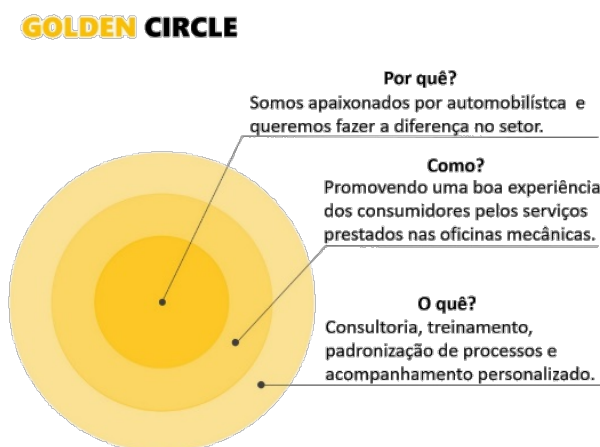 GOLDEN CIRCLE
Por quê?
Somos apaixonados por automobilístca e
queremos fazer a diferença no setor.
Como?
Promovendo uma boa experiência
dos consumidores pelos serviços
prestados nas oficinas mecânicas.
O quê?
Consultoria, treinamento,
padronização de processos e
acompanhamento personalizado.